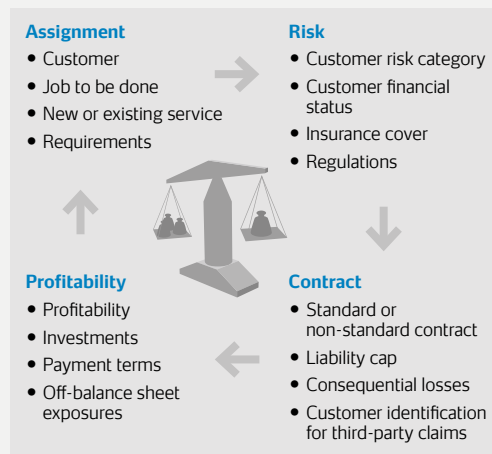 Assignment
• Customer
• Job to be done
• New or existing service
• Requirements
Risk
• Customer risk category
• Customer financial
status
• Insurance cover
• Regulations
Contract
• Standard or
non-standard contract
• Liability cap
• Consequential losses
• Customer identification
for third-party claims
Profitability
• Profitability
• Investments
• Payment terms
• Off-balance sheet
exposures